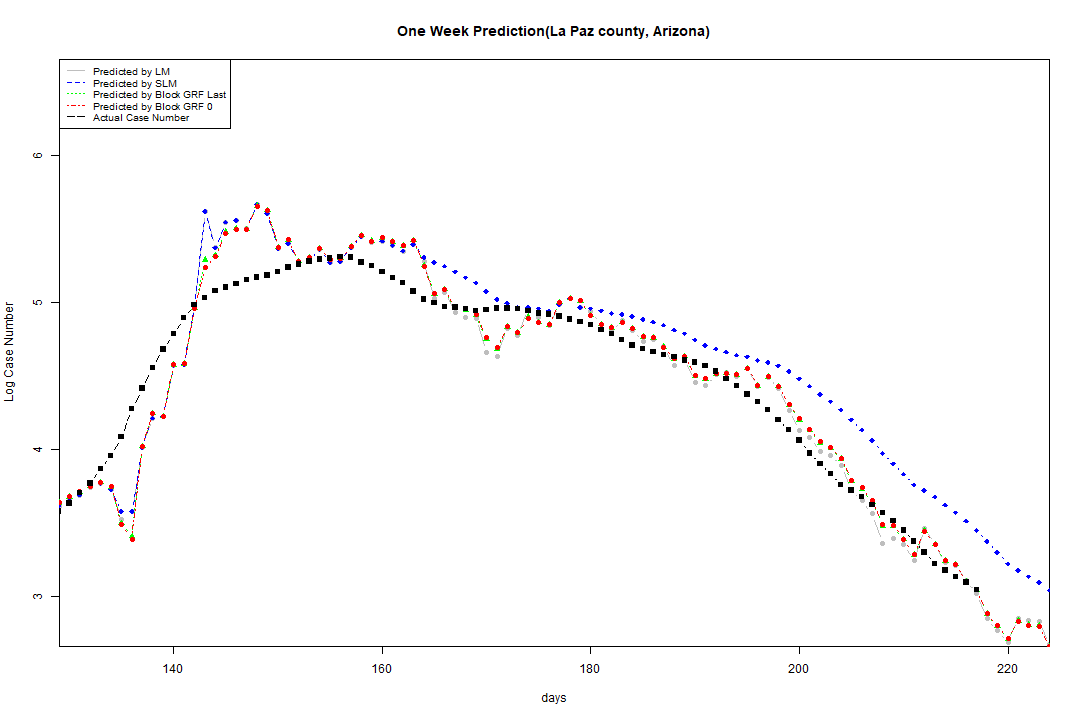 One Week Prediction(La Paz county, Arizona)
Predicted by LM
Predicted by SLM
Predicted by Block GRF Last
Predicted by Block GRF 0
Actual Case Number
6
5
4
3
Log Case Number
140 160 180 200 220
days